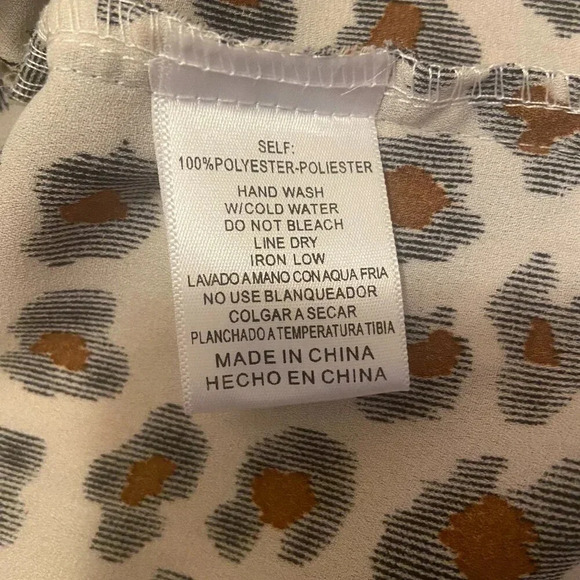 SELF:
100%POLYESTER-POLIESTER
HAND WASH
W/COLD WATER
DO NOT BLEACH
LINE DRY
IRON LOW
LAVADO A MANO CON AQUA FRIA
NO USE BLANQUEADOR
COLGAR A SECAR
PLANCHADO A TEMPERATURA TIBIA
MADE IN CHINA
HECHO EN CHINA